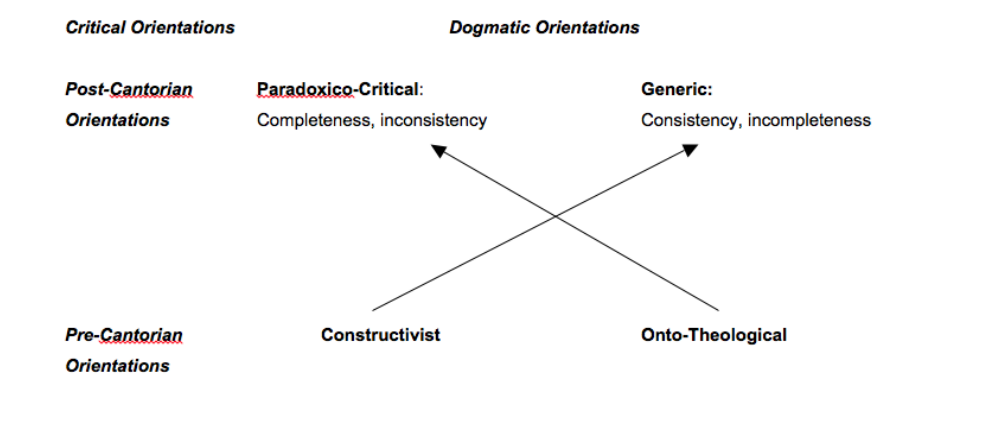 Critical Orientations Dogmatic Orientations
Post-Cantorian Paradoxico-Critical: Generic:
Orientations Completeness, inconsistency Consistency, incompleteness
Pre-Cantorian Constructivist Onto-Theological
Orientations